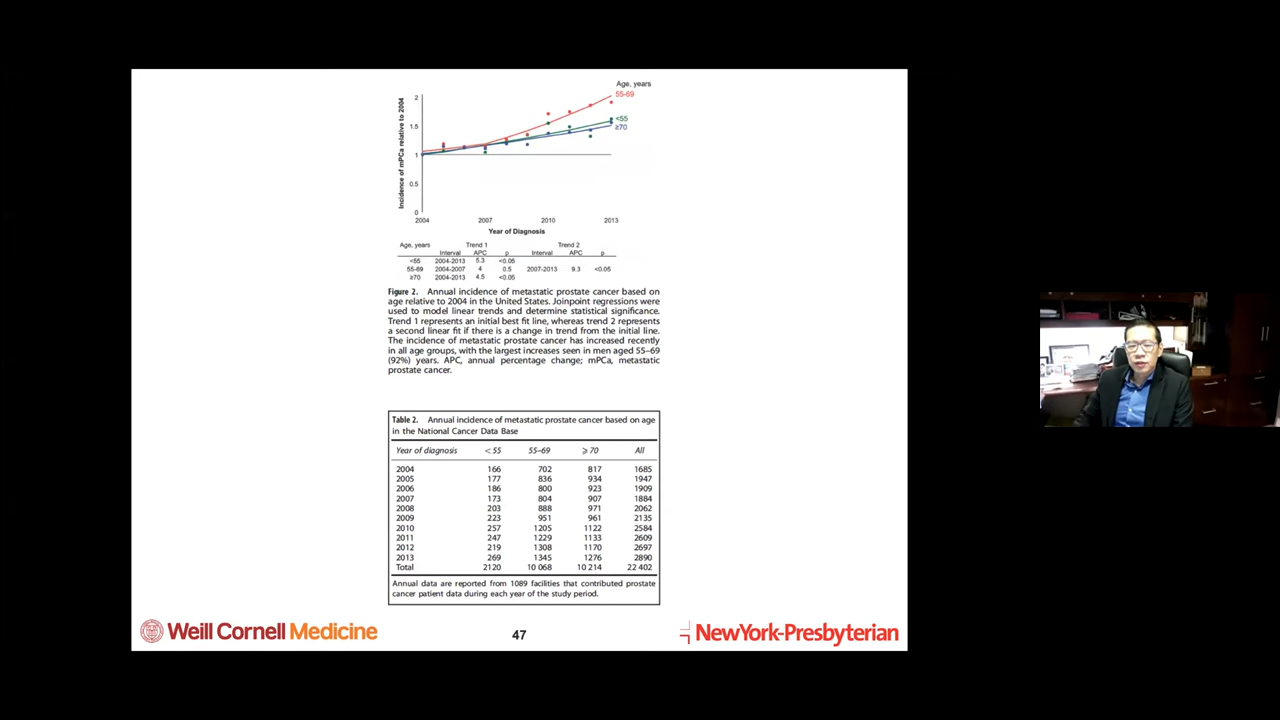 Age, years
55-69
<55
≥70
Incidence of mPCa relative to 2004
2
1.5
1
0.5
0
2004 2007 2010 2013
Year of Diagnosis
Age, years Trend 1 Trend 2
Interval APC p Interval APC p
<55 2004-2013 5.3 <0.05
55-69 2004-2007 4 0.5 2007-2013 9.3 <0.05
≥70 2004-2013 4.5 <0.05
Figure 2. Annual incidence of metastatic prostate cancer based on
age relative to 2004 in the United States. Joinpoint regressions were
used to model linear trends and determine statistical significance.
Trend 1 represents an initial best fit line, whereas trend 2 represents
a second linear fit if there is a change in trend from the initial line.
The incidence of metastatic prostate cancer has increased recently
in all age groups, with the largest increases seen in men aged 55–69
(92%) years. APC, annual percentage change; mPCa, metastatic
prostate cancer.
Table 2. Annual incidence of metastatic prostate cancer based on age
in the National Cancer Data Base
Year of diagnosis < 55 55–69 ⩾ 70 All
2004 166 702 817 1685
2005 177 836 934 1947
2006 186 800 923 1909
2007 173 804 907 1884
2008 203 888 971 2062
2009 223 951 961 2135
2010 257 1205 1122 2584
2011 247 1229 1133 2609
2012 219 1308 1170 2697
2013 269 1345 1276 2890
Total 2120 10 068 10 214 22 402
Annual data are reported from 1089 facilities that contributed prostate
cancer patient data during each year of the study period.
Weill Cornell Medicine
47
NewYork-Presbyterian